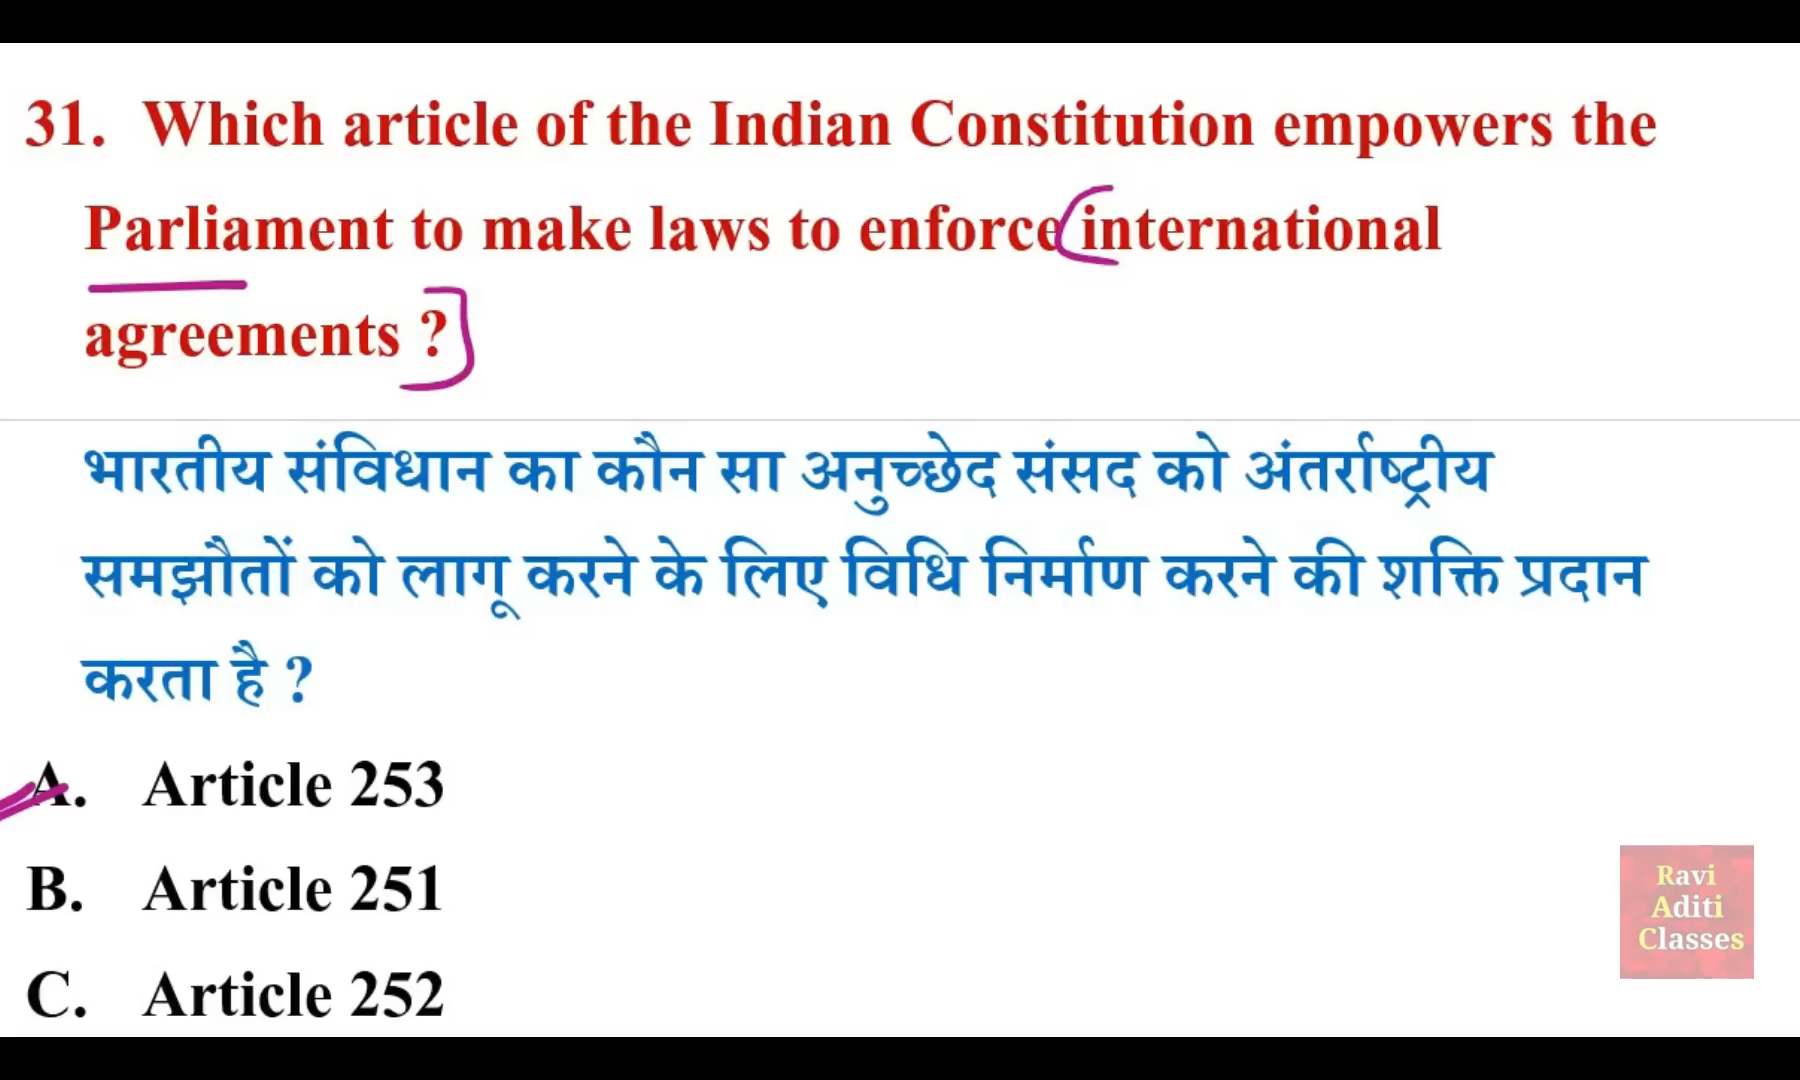 31. Which article of the Indian Constitution empowers the
Parliament to make laws to enforce international
agreements ?
भारतीय संविधान का कौन सा अनुच्छेद संसद को अंतर्राष्ट्रीय
समझौतों को लागू करने के लिए विधि निर्माण करने की शक्ति प्रदान
करता है ?
A. Article 253
B. Article 251
C. Article 252
Ravi
Aditi
Classes